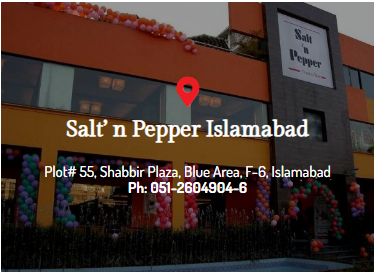 Salt
'n
Pepper
Salt' n Pepper Islamabad
Plot# 55, Shabbir Plaza, Blue Area, F-6, Islamabad
Ph: 051-2604904-6